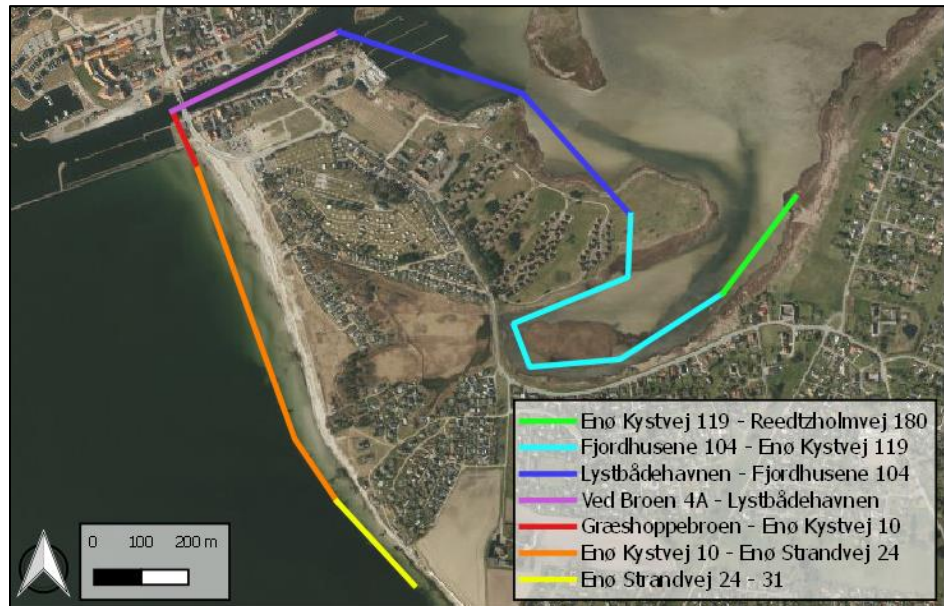 Enø Kystvej 119 - Reedtzholmvej 180
Fjordhusene 104 - Enø Kystvej 119
Lystbådehavnen - Fjordhusene 104
Ved Broen 4A - Lystbådehavnen
Græshoppebroen - Enø Kystvej 10
Enø Kystvej 10 - Enø Strandvej 24
Enø Strandvej 24 - 31
0 100 200 m